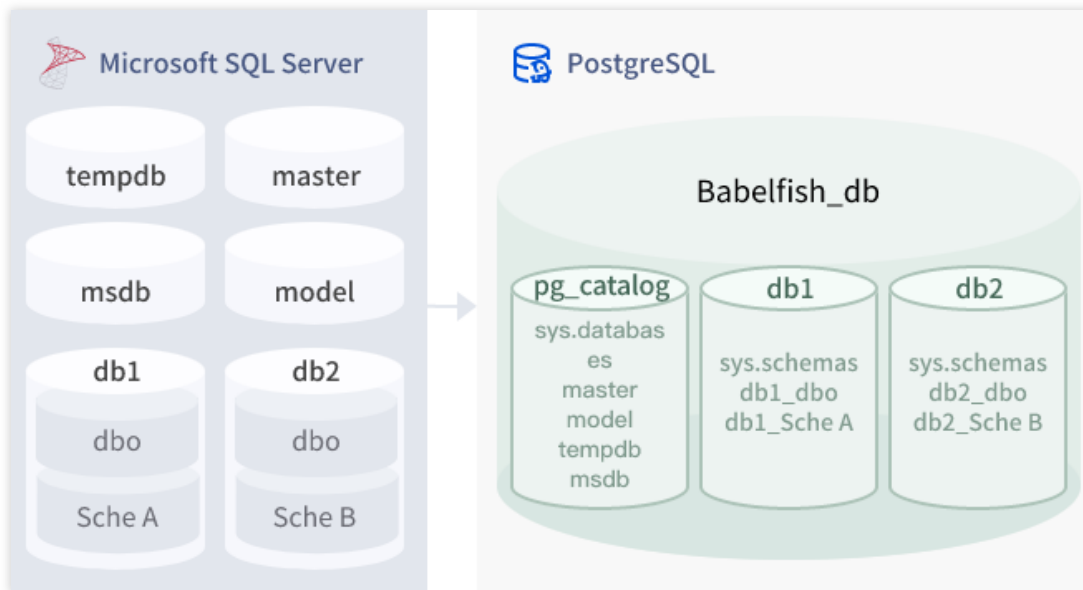 Microsoft SQL Server
tempdb
master
msdb
model
db1
db2
dbo
dbo
Sche A
Sche B
PostgreSQL
Babelfish_db
pg_catalog
sys.databas
es
master
model
tempdb
msdb
db1
sys.schemas
db1_dbo
db1_Sche A
db2
sys.schemas
db2_dbo
db2_Sche B